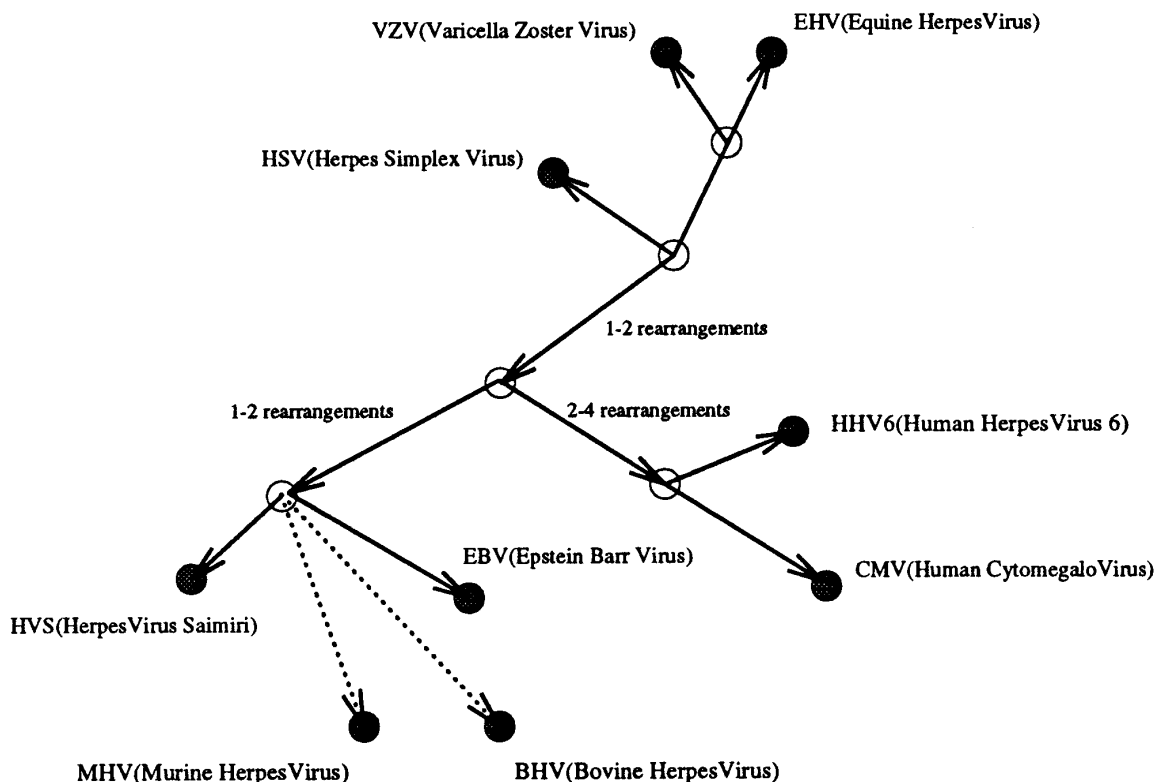 EHV(Equine HerpesVirus)
VZV(Varicella Zoster Virus)
HSV(Herpes Simplex Virus)
1-2 rearrangements
1-2 rearrangements
2-4 rearrangements
HHV6(Human HerpesVirus 6)
EBV(Epstein Barr Virus)
CMV(Human CytomegaloVirus)
HVS(HerpesVirus Saimiri)
MHV(Murine HerpesVirus)
BHV(Bovine HerpesVirus)